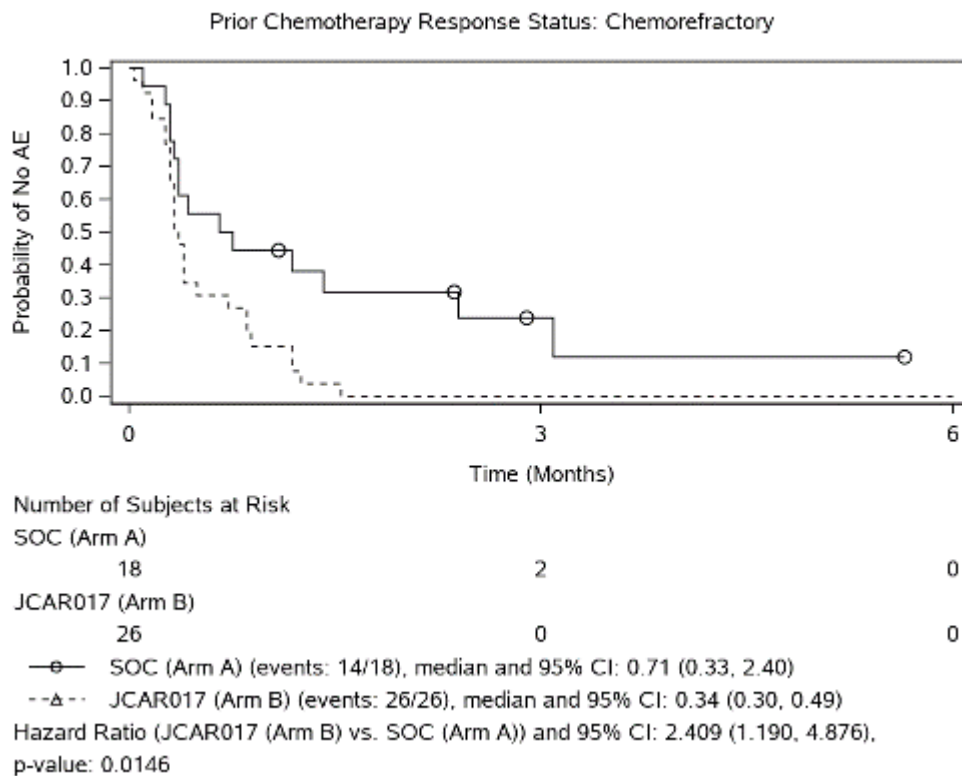 Prior Chemotherapy Response Status: Chemorefractory
Probability of No AE
1.0
0.9
0.8
0.7
0.6
0.5
0.4
0.3
0.2
0.1
0.0
0 3 6
Time (Months)
Number of Subjects at Risk
SOC (Arm A)
18 2 0
JCAR017 (Arm B)
26 0 0
SOC (Arm A) (events: 14/18), median and 95% CI: 0.71 (0.33, 2.40)
JCAR017 (Arm B) (events: 26/26), median and 95% CI: 0.34 (0.30, 0.49)
Hazard Ratio (JCAR017 (Arm B) vs. SOC (Arm A)) and 95% CI: 2.409 (1.190, 4.876),
p-value: 0.0146